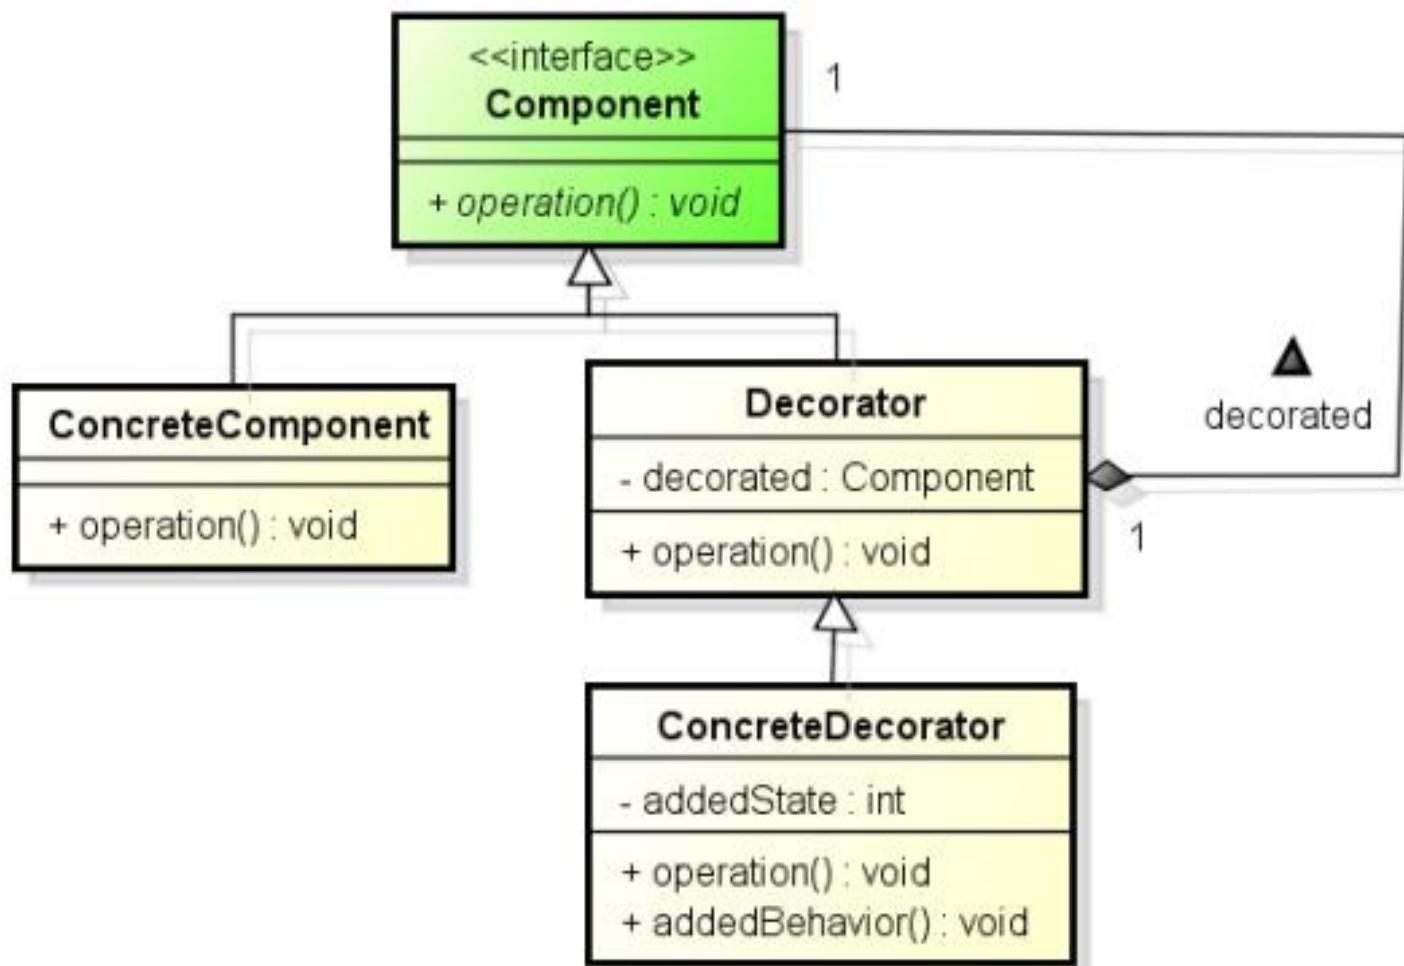 <<interface>>
Component
1
+ operation() : void
ConcreteComponent
+ operation() : void
Decorator
- decorated : Component
+ operation() : void
decorated
1
ConcreteDecorator
- addedState : int
+ operation() : void
+ addedBehavior() : void